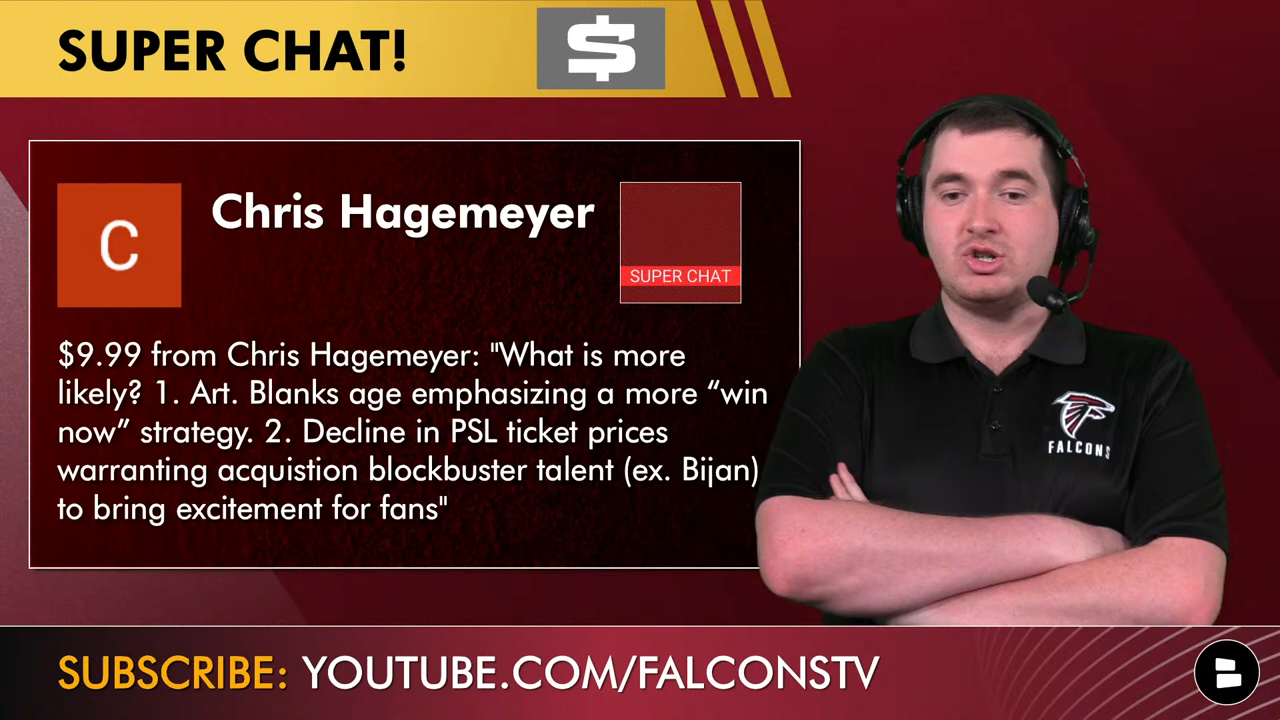 SUPER CHAT!
$
C
Chris Hagemeyer
SUPER CHAT
$9.99 from Chris Hagemeyer: "What is more
likely? 1. Art. Blanks age emphasizing a more “win
now” strategy. 2. Decline in PSL ticket prices
warranting acquistion blockbuster talent (ex. Bijan)
to bring excitement for fans"
FALCONS
SUBSCRIBE: YOUTUBE.COM/FALCONSTV